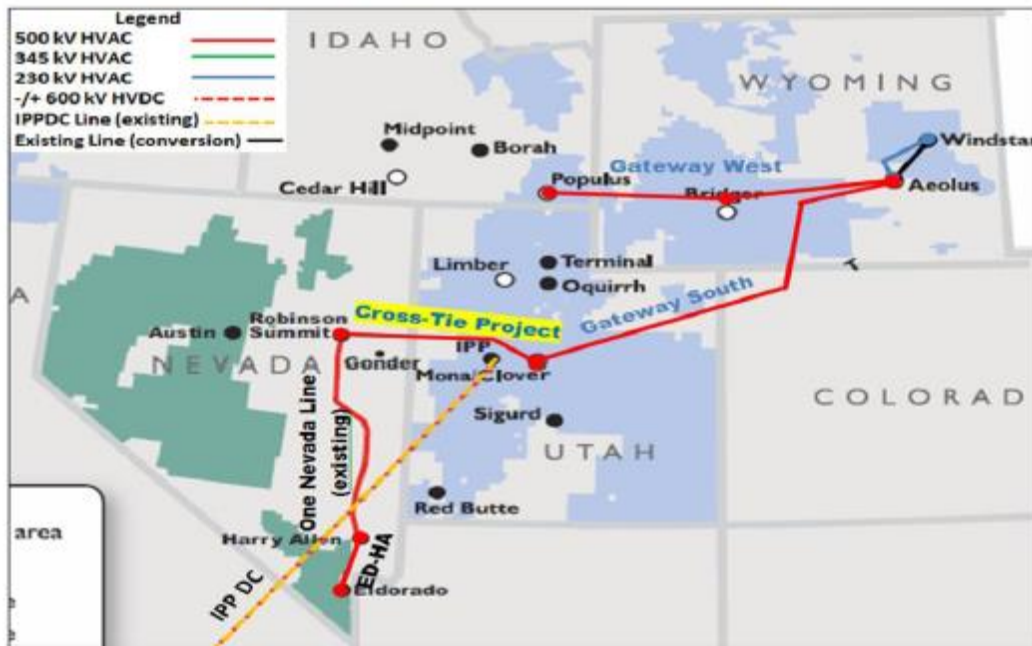 Legend
500 kV HVAC
345 kV HVAC
230 kV HVAC
-/+ 600 kV HVDC
IPPDC Line (existing)
Existing Line (conversion)
IDAHO
WYOMING
Midpoint
Borah
Windstar
Gateway West
Populus
Aeolus
Cedar Hill
Bridger
Limber
Terminal
Oquirrh
Gateway South
Robinson
Summit
Cross-Tie Project
Austin
IPP
NEVADA
Gonder
Mona/Clover
COLORAD
Sigurd
UTAH
One Nevada Line
(existing)
Red Butte
area
Harry Allen
ED-HA
IPP DC
Eldorado